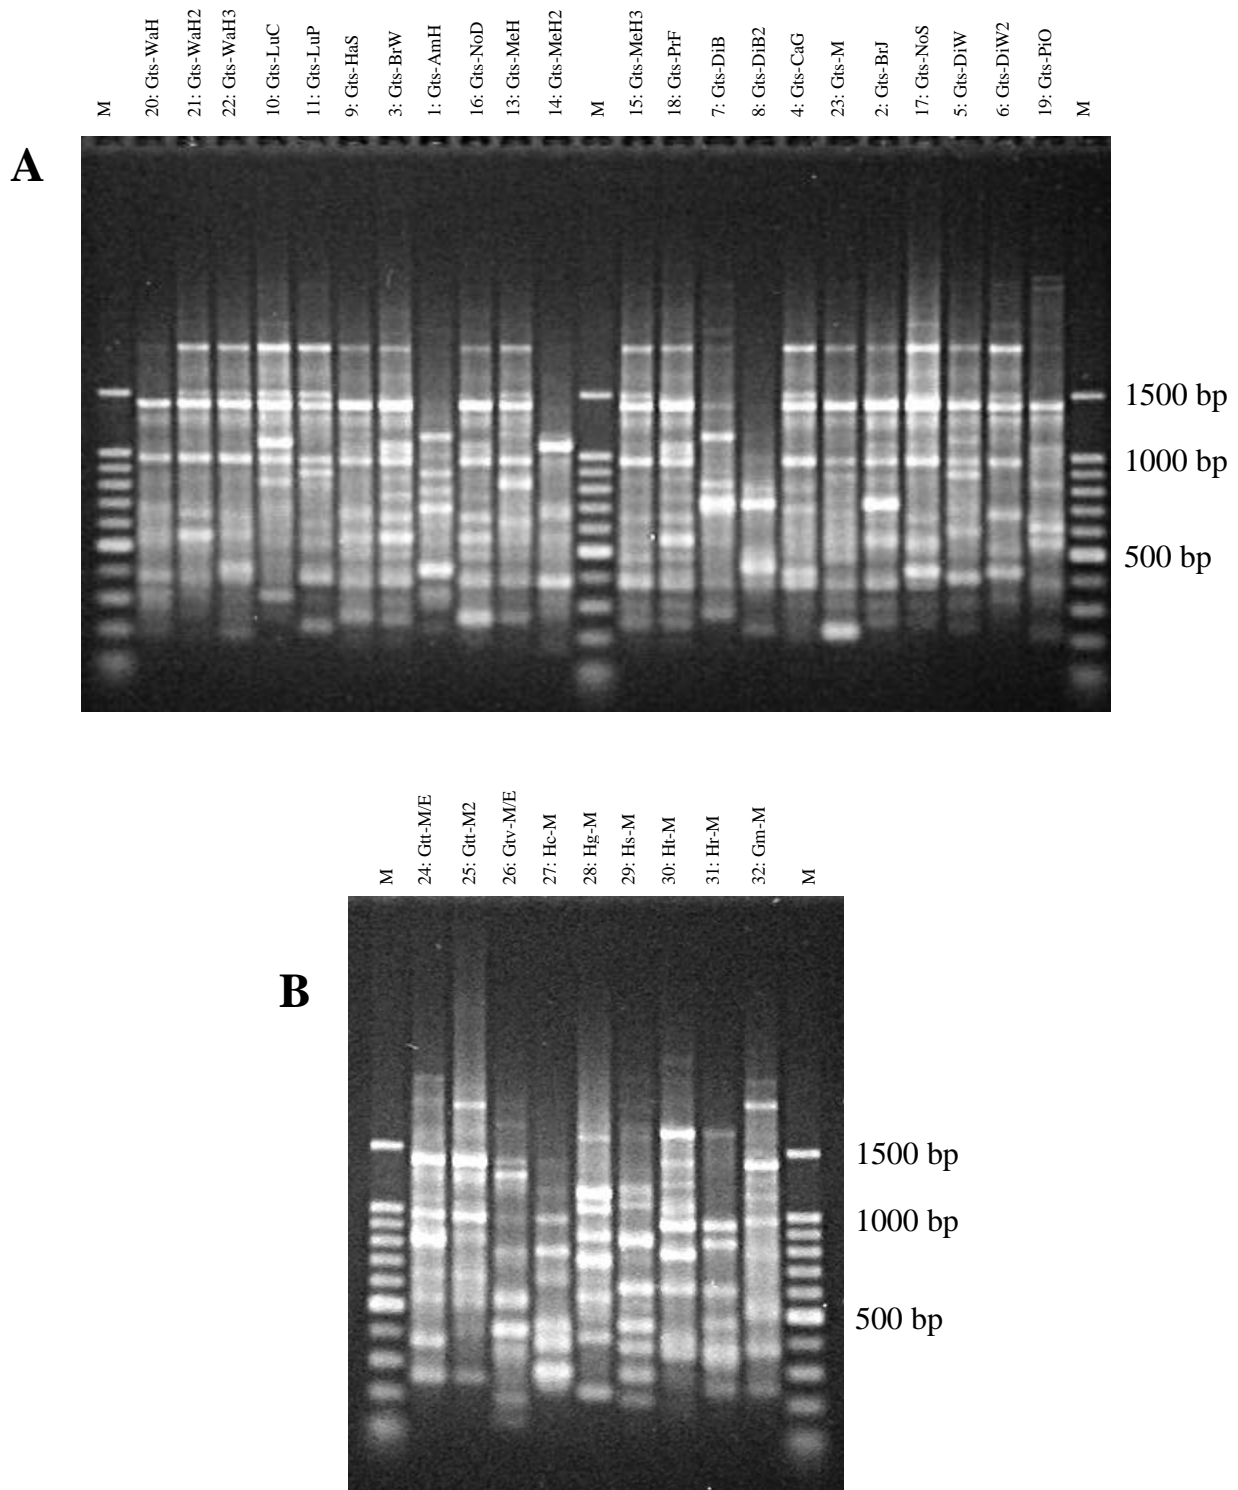 M
20: Gts-WaH
21: Gts-WaH2
22: Gts-WaH3
10: Gts-LuC
11: Gts-LuP
9: Gts-HaS
3: Gts-BrW
1: Gts-AmH
16: Gts-NoD
13: Gts-MeH
14: Gts-MeH2
M
15: Gts-MeH3
18: Gts-PrF
7: Gts-DiB
8: Gts-DiB2
4: Gts-CaG
23: Gts-M
2: Gts-BrJ
17: Gts-NoS
5: Gts-DiW
6: Gts-DiW2
19: Gts-PiO
M
A
1500 bp
1000 bp
500 bp
M
24: Gtt-M/E
25: Gtt-M2
26: Gtv-M/E
27: Hc-M
28: Hg-M
29: Hs-M
30: Ht-M
31: Hr-M
32: Gm-M
M
B
1500 bp
1000 bp
500 bp